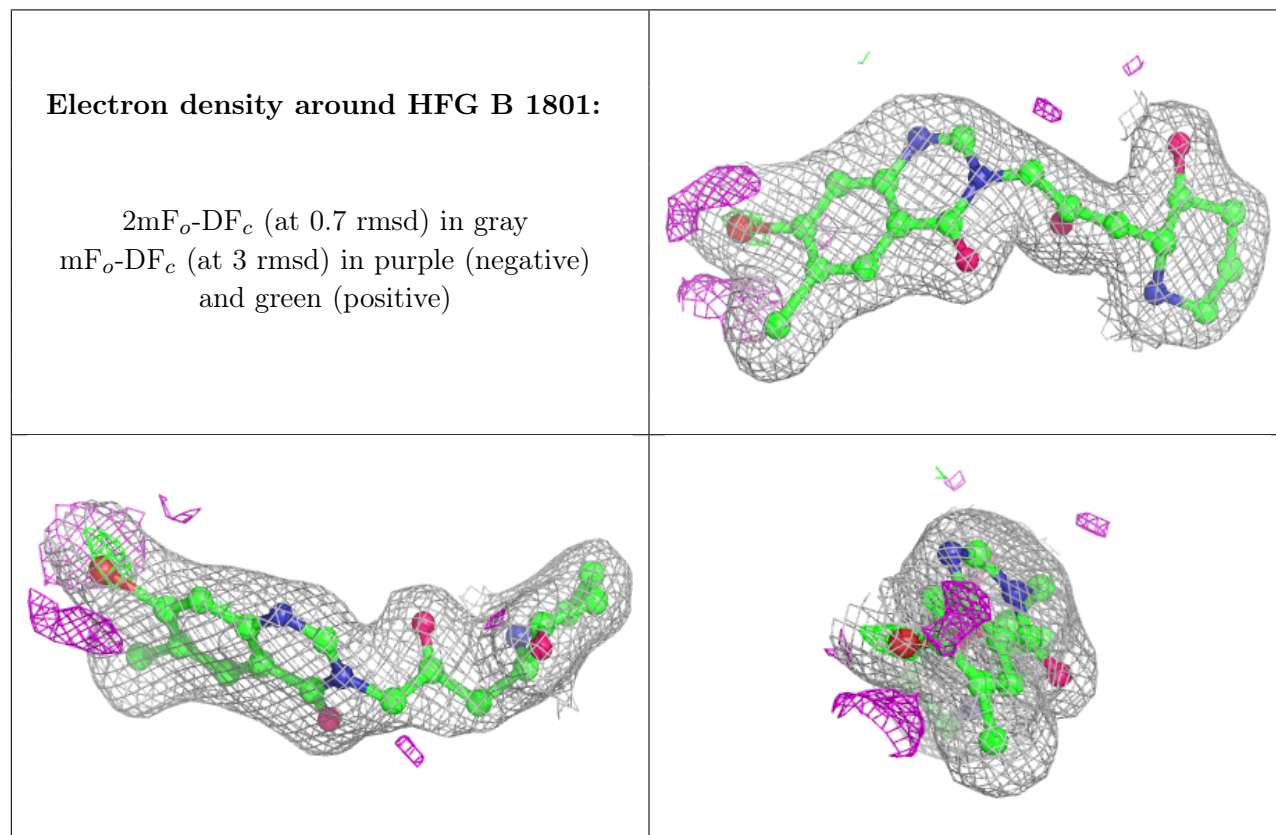 Electron density around HFG B 1801:
2mFo-DFc (at 0.7 rmsd) in gray
mFo-DFc (at 3 rmsd) in purple (negative)
and green (positive)